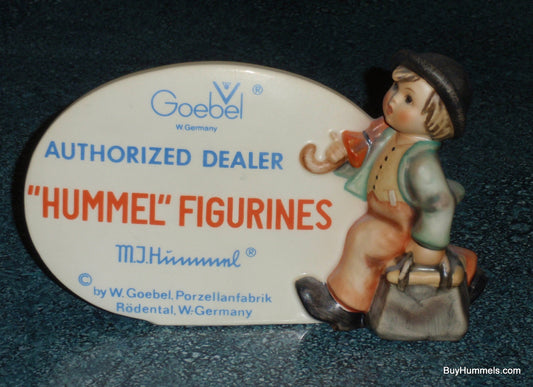 Goebel ®
W. Germany
AUTHORIZED DEALER
"HUMMEL" FIGURINES
M.J.Hummel ®
© by W. Goebel, Porzellanfabrik
Rödental, W.-Germany
BuyHummels.com